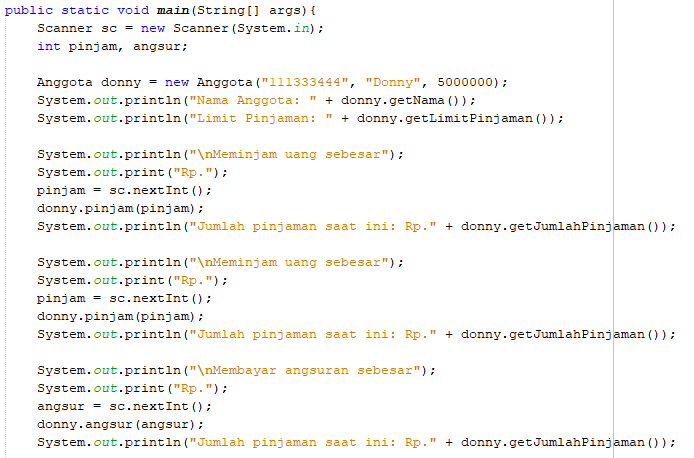 public static void main(String[] args){
Scanner sc = new Scanner(System.in);
int pinjam, angsur;
Anggota donny = new Anggota("111333444", "Donny", 5000000);
System.out.println("Nama Anggota: " + donny.getNama());
System.out.println("Limit Pinjaman: " + donny.getLimitPinjaman());
System.out.println("\nMeminjam uang sebesar");
System.out.print("Rp.");
pinjam = sc.nextInt();
donny.pinjam(pinjam);
System.out.println("Jumlah pinjaman saat ini: Rp." + donny.getJumlahPinjaman());
System.out.println("\nMeminjam uang sebesar");
System.out.print("Rp.");
pinjam = sc.nextInt();
donny.pinjam(pinjam);
System.out.println("Jumlah pinjaman saat ini: Rp." + donny.getJumlahPinjaman());
System.out.println("\nMembayar angsuran sebesar");
System.out.print("Rp.");
angsur = sc.nextInt();
donny.angsur(angsur);
System.out.println("Jumlah pinjaman saat ini: Rp." + donny.getJumlahPinjaman());